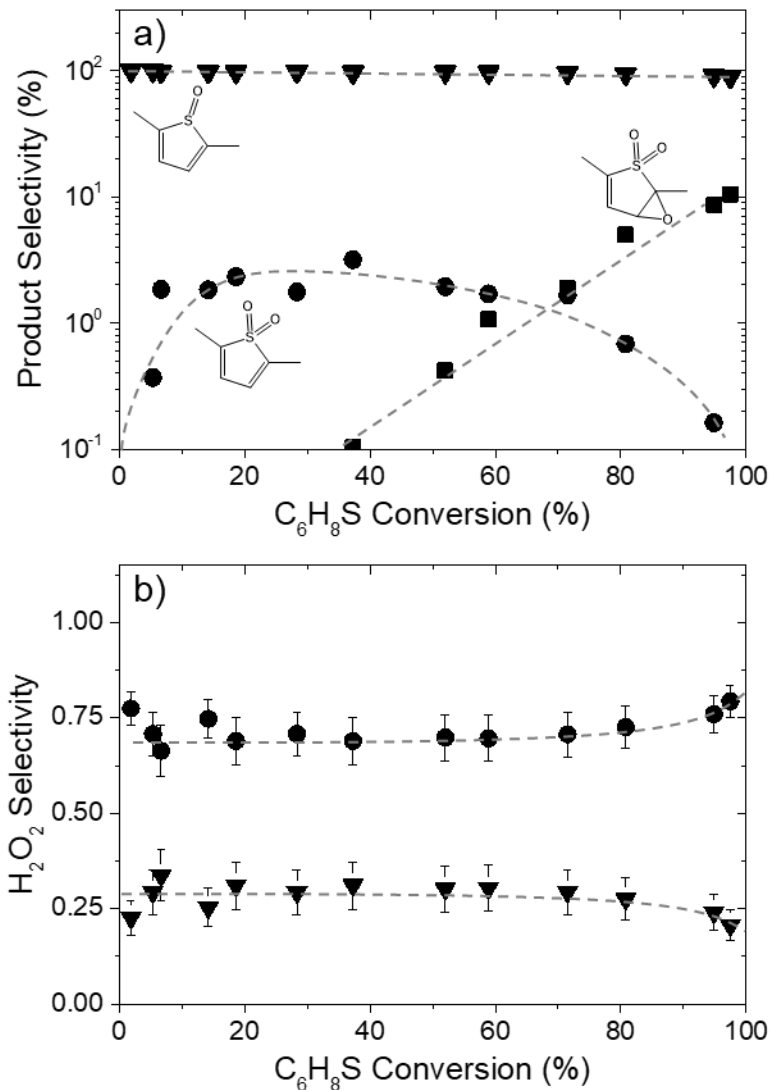 a)
10²
10¹
10⁰
10⁻¹
Product Selectivity (%)
O
S
O
O
S
O
O
O
S
0 20 40 60 80 100
C₆H₈S Conversion (%)
b)
1.00
0.75
0.50
0.25
0.00
H₂O₂ Selectivity
0 20 40 60 80 100
C₆H₈S Conversion (%)